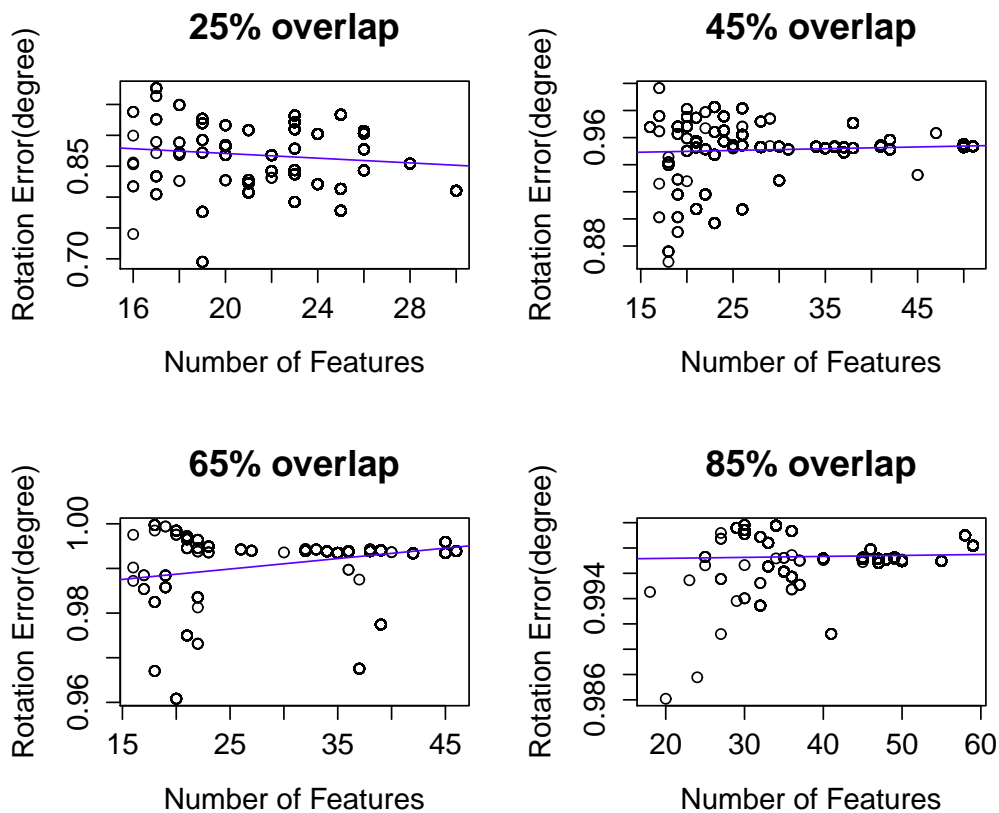 25% overlap
Rotation Error(degree)
0.70 0.85
16 20 24 28
Number of Features
45% overlap
Rotation Error(degree)
0.88 0.96
15 25 35 45
Number of Features
65% overlap
Rotation Error(degree)
0.96 0.98 1.00
15 25 35 45
Number of Features
85% overlap
Rotation Error(degree)
0.986 0.994
20 30 40 50 60
Number of Features